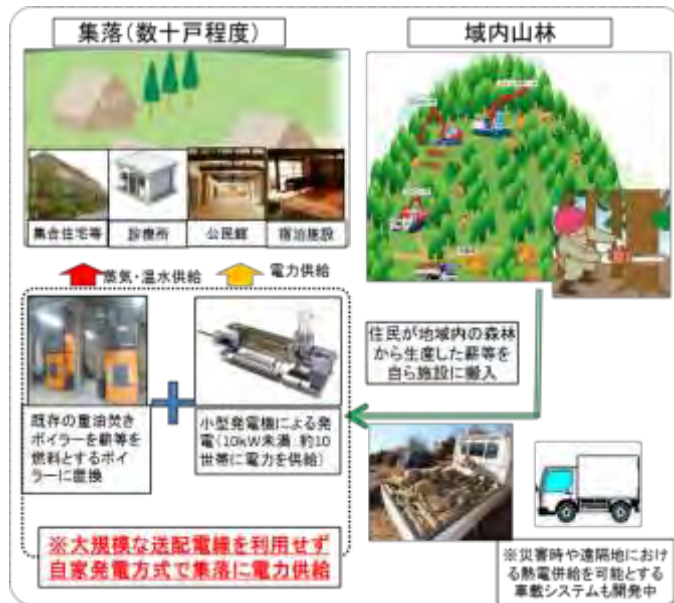 集落(数十戸程度)
域内山林
集合住宅等
診療所
公民館
宿泊施設
蒸気・温水供給
電力供給
住民が地域内の森林
から生産した薪等を
自ら施設に搬入
既存の重油焚き
ボイラーを薪等を
燃料とするボイ
ラーに置換
小型発電機による発
電(10kW未満:約10
世帯に電力を供給)
※大規模な送配電線を利用せず
自家発電方式で集落に電力供給
※災害時や遠隔地におけ
る熱電併給を可能とする
車載システムも開発中